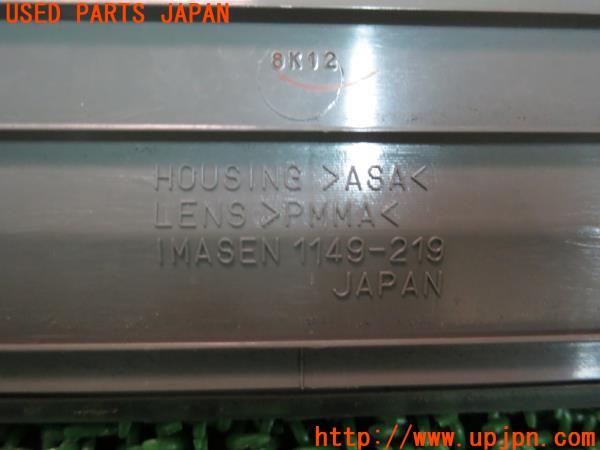 USED PARTS JAPAN
8K12
HOUSING >ASA<
LENS >PMMA<
IMASEN 1149-219
JAPAN
http://www.upjpn.com/